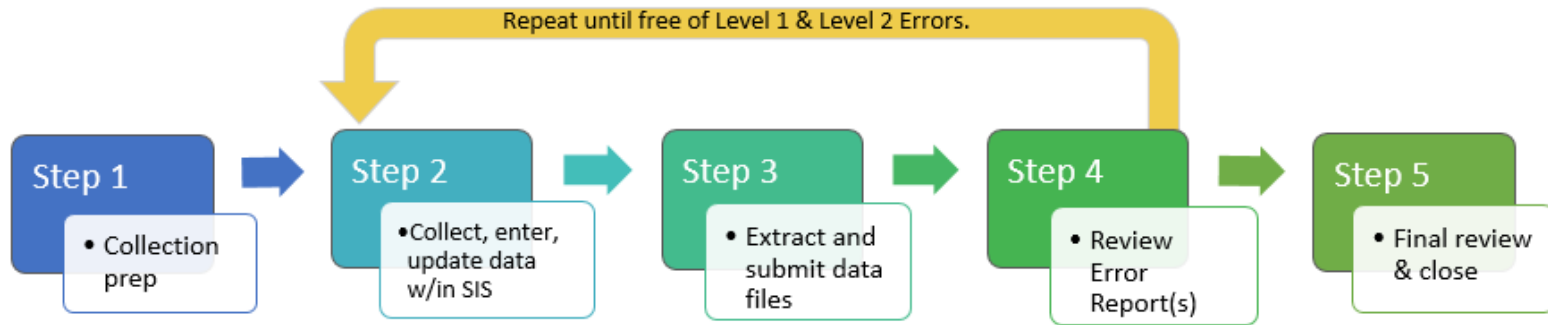 Repeat until free of Level 1 & Level 2 Errors.
Step 1
• Collection
prep
Step 2
•Collect, enter,
update data
w/in SIS
Step 3
• Extract and
submit data
files
Step 4
• Review
Error
Report(s)
Step 5
• Final review
& close